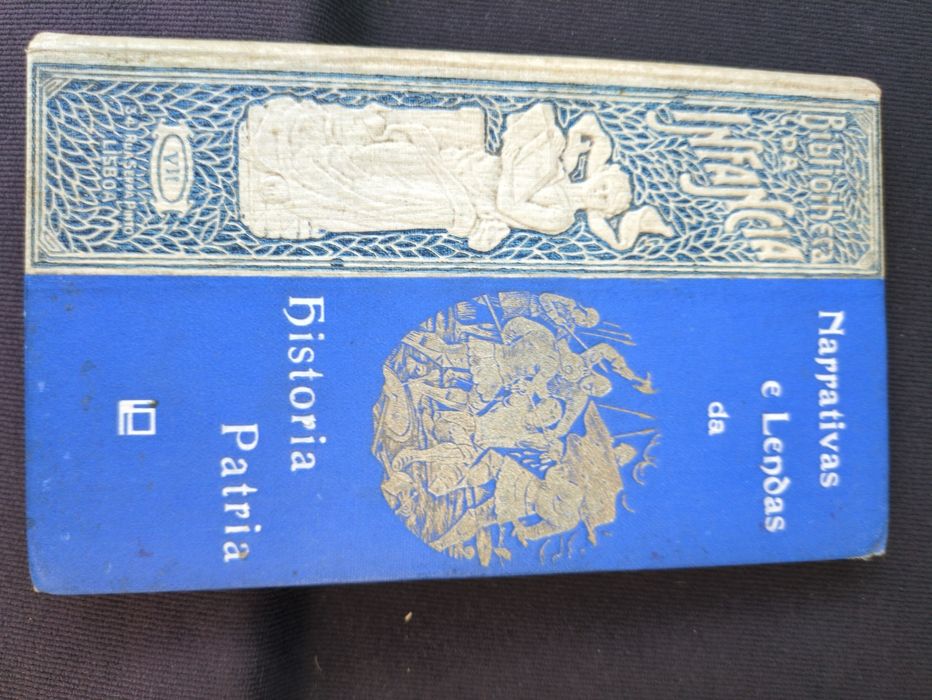 Bibliotheca
DA
INFANCIA
VII
LISBOA
Narrativas
e Lendas
da
Historia
Patria